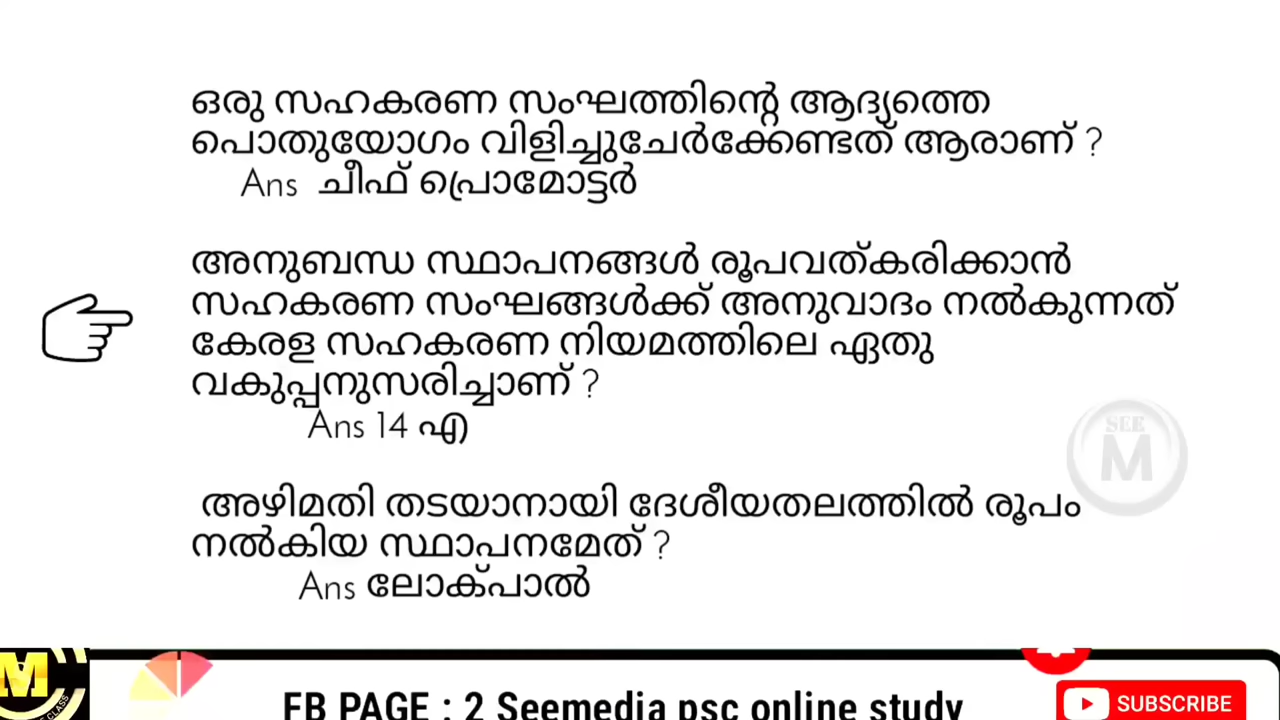 ഒരു സഹകരണ സംഘത്തിന്റെ ആദ്യത്തെ
പൊതുയോഗം വിളിച്ചുചേർക്കേണ്ടത് ആരാണ് ?
Ans ചീഫ് പ്രൊമോട്ടർ
അനുബന്ധ സ്ഥാപനങ്ങൾ രൂപവത്കരിക്കാൻ
സഹകരണ സംഘങ്ങൾക്ക് അനുവാദം നൽകുന്നത്
കേരള സഹകരണ നിയമത്തിലെ ഏതു
വകുപ്പനുസരിച്ചാണ് ?
Ans 14 എ
SEE
M
അഴിമതി തടയാനായി ദേശീയതലത്തിൽ രൂപം
നൽകിയ സ്ഥാപനമേത് ?
Ans ലോക്പാൽ
M
FB PAGE : 2 Seemedia psc online study
SUBSCRIBE